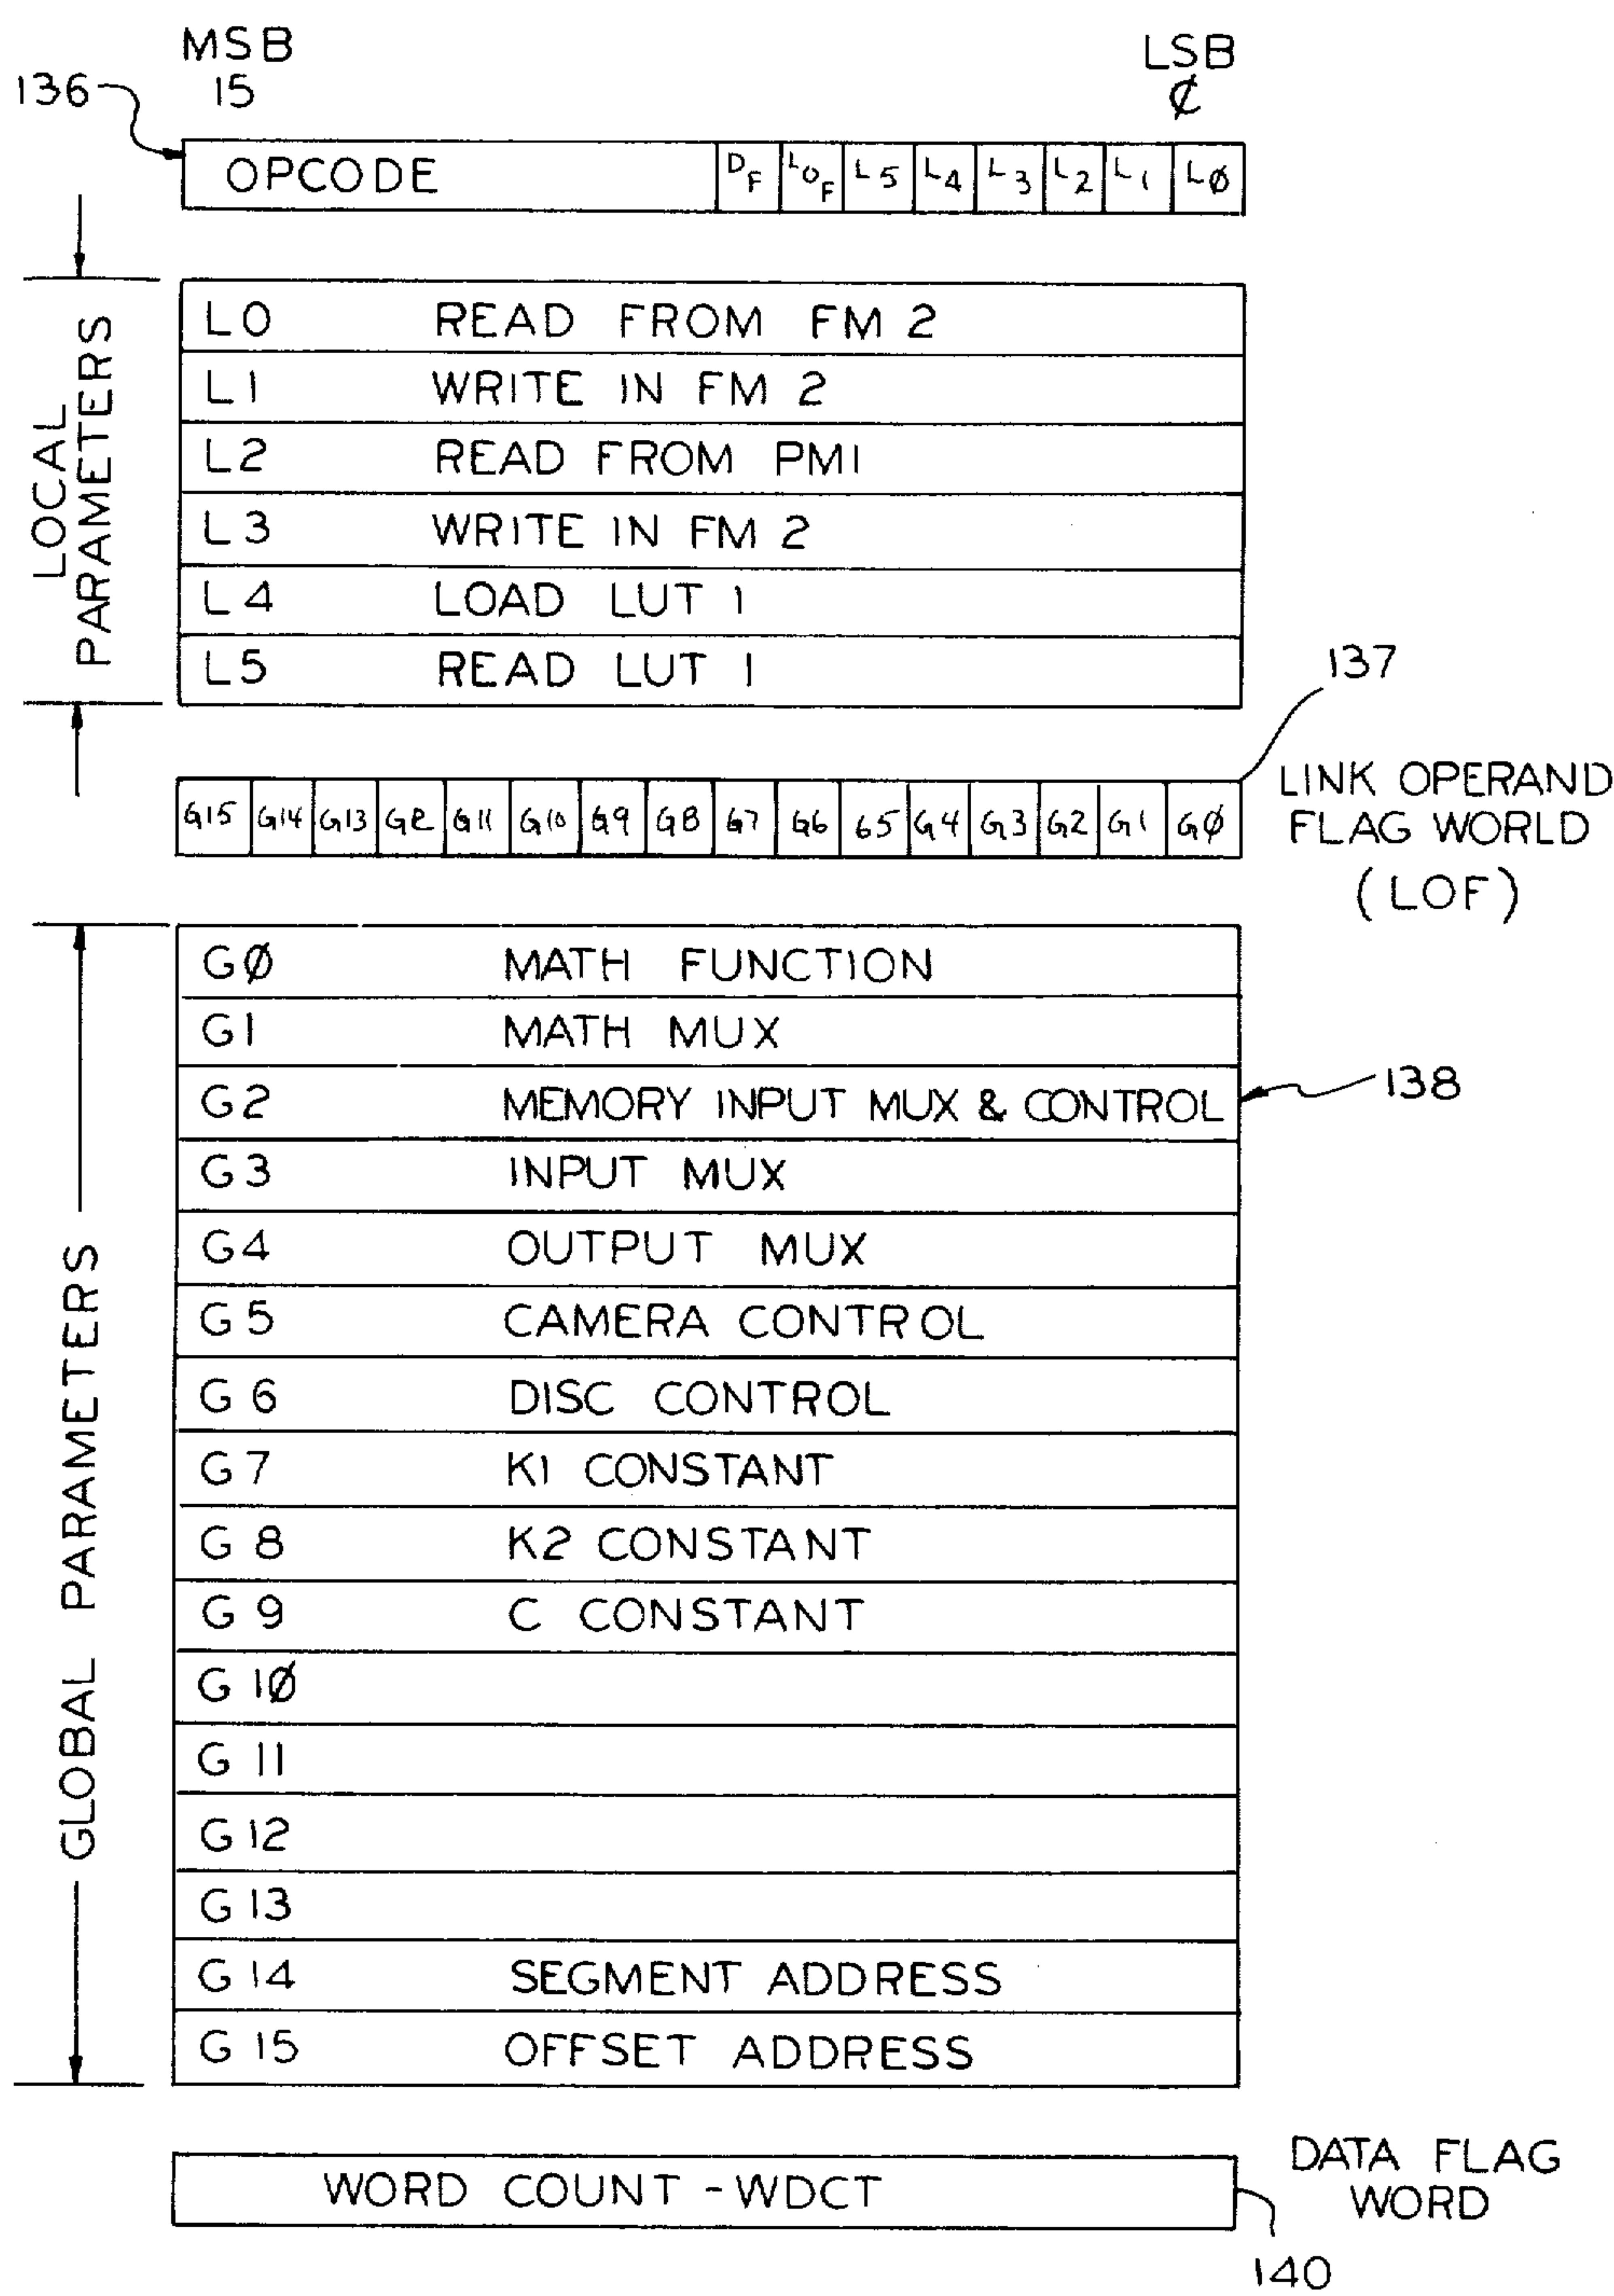 MSB
15
LSB
₵
136
OPCODE DF LOF L5 L4 L3 L2 L1 LØ
LOCAL PARAMETERS
L0 READ FROM FM 2
L1 WRITE IN FM 2
L2 READ FROM PM1
L3 WRITE IN FM 2
L4 LOAD LUT 1
L5 READ LUT 1
137
G15 G14 G13 G2 G11 G10 G9 G8 G7 G6 G5 G4 G3 G2 G1 GØ
LINK OPERAND
FLAG WORLD
(LOF)
GLOBAL PARAMETERS
GØ MATH FUNCTION
G1 MATH MUX
G2 MEMORY INPUT MUX & CONTROL
138
G3 INPUT MUX
G4 OUTPUT MUX
G5 CAMERA CONTROL
G6 DISC CONTROL
G7 K1 CONSTANT
G8 K2 CONSTANT
G9 C CONSTANT
G1Ø
G11
G12
G13
G14 SEGMENT ADDRESS
G15 OFFSET ADDRESS
WORD COUNT - WDCT
DATA FLAG
WORD
140